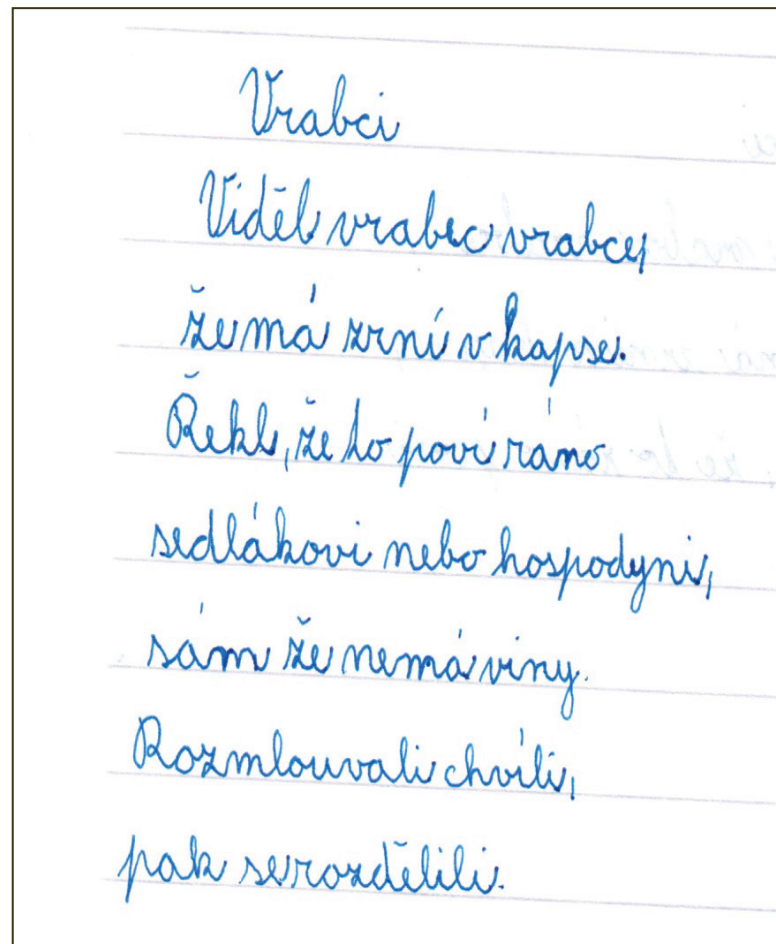 Vrabci
Viděl vrabec vrabce,
že má zrní v kapse.
Řekl, že to poví ráno
sedlákovi nebo hospodyni,
sám že nemá viny.
Rozmlouvali chvíli,
pak se rozdělili.